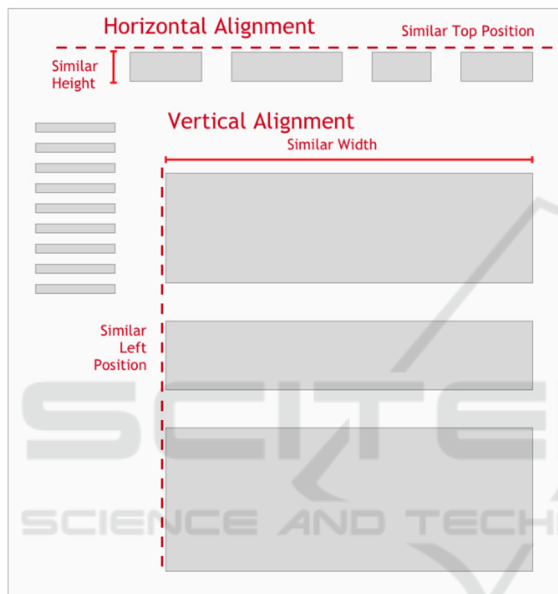 Horizontal Alignment
Similar Top Position
Similar
Height
Vertical Alignment
Similar Width
Similar
Left
Position
SCITE
SCIENCE AND TECH